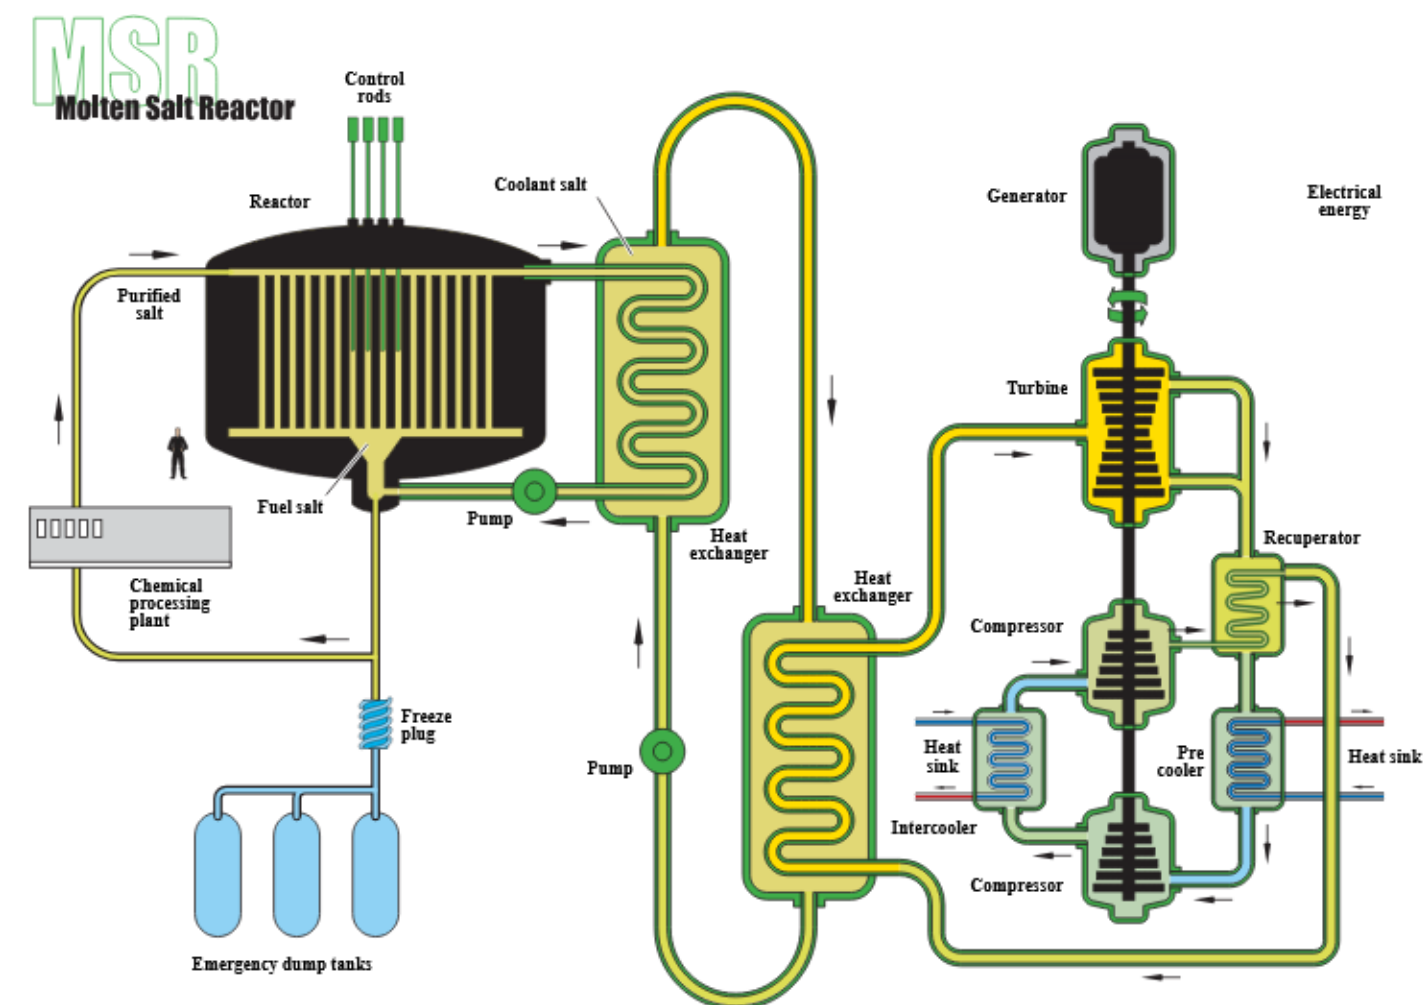 MSR
Molten Salt Reactor
Control
rods
Reactor
Coolant salt
Generator
Electrical
energy
Purified
salt
Turbine
Fuel salt
Pump
Heat
exchanger
Recuperator
Chemical
processing
plant
Heat
exchanger
Compressor
Freeze
plug
Pump
Heat
sink
Pre
cooler
Heat sink
Intercooler
Compressor
Emergency dump tanks